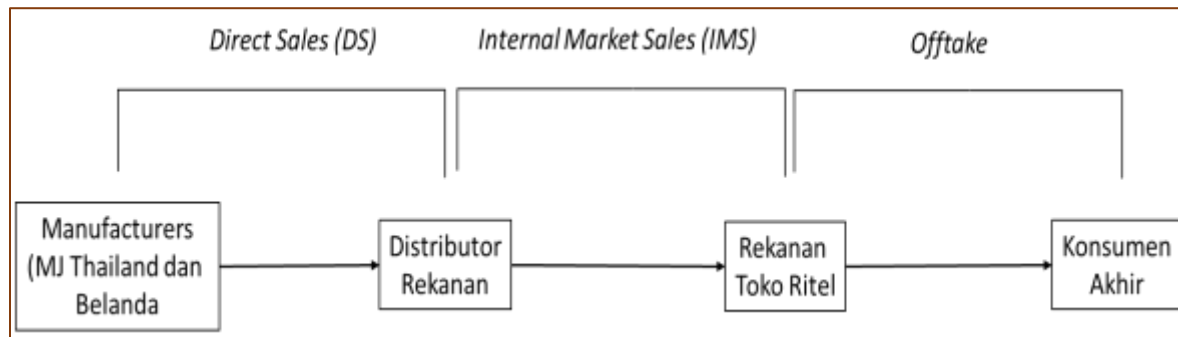 Direct Sales (DS)
Internal Market Sales (IMS)
Offtake
Manufacturers
(MJ Thailand dan
Belanda
Distributor
Rekanan
Rekanan
Toko Ritel
Konsumen
Akhir